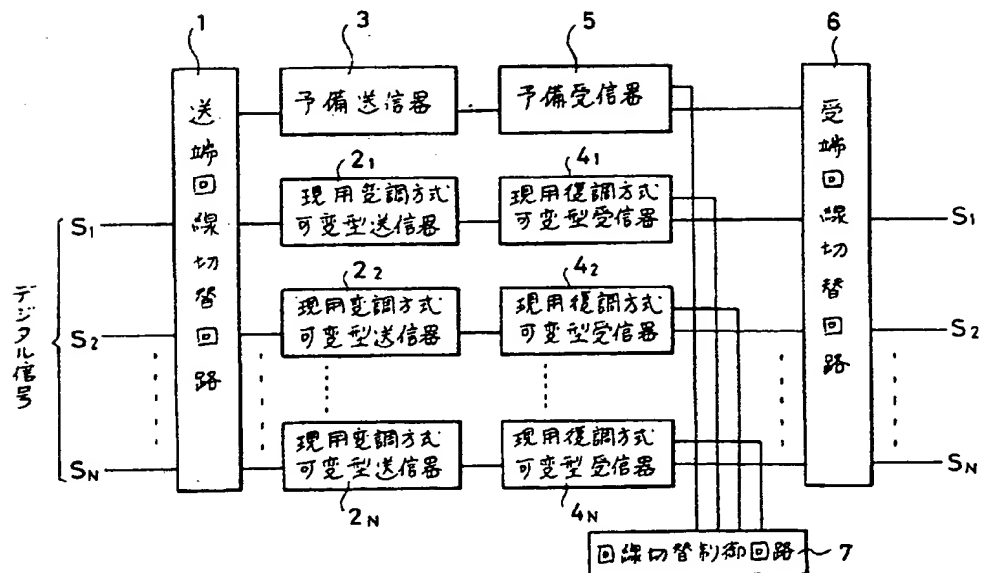 1
3
5
6
送端回線切替回路
予備送信器
予備受信器
受端回線切替回路
2₁
4₁
現用変調方式
可変型送信器
現用復調方式
可変型受信器
デジタル信号
S₁
S₁
2₂
4₂
現用変調方式
可変型送信器
現用復調方式
可変型受信器
S₂
S₂
現用変調方式
可変型送信器
現用復調方式
可変型受信器
S_N
S_N
2_N
4_N
回線切替制御回路
7